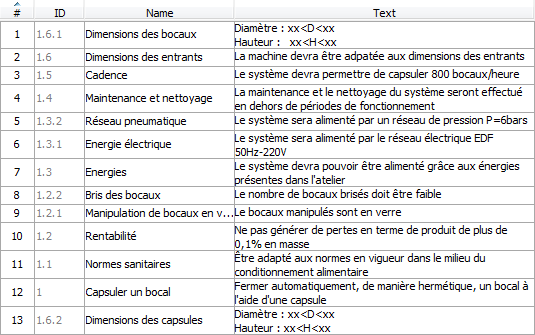 # ID Name Text
1 1.6.1 Dimensions des bocaux Diamètre : xx<D<xx
Hauteur : xx<H<xx
2 1.6 Dimensions des entrants La machine devra être adpatée aux dimensions des entrants
3 1.5 Cadence Le système devra permettre de capsuler 800 bocaux/heure
4 1.4 Maintenance et nettoyage La maintenance et le nettoyage du système seront effectué
en dehors de périodes de fonctionnement
5 1.3.2 Réseau pneumatique Le système sera alimenté par un réseau de pression P=6bars
6 1.3.1 Energie électrique Le système sera alimenté par le réseau électrique EDF
50Hz-220V
7 1.3 Energies Le système devra pouvoir être alimenté grâce aux énergies
présentes dans l'atelier
8 1.2.2 Bris des bocaux Le nombre de bocaux brisés doit être faible
9 1.2.1 Manipulation de bocaux en v... Le bocaux manipulés sont en verre
10 1.2 Rentabilité Ne pas générer de pertes en terme de produit de plus de
0,1% en masse
11 1.1 Normes sanitaires Être adapté aux normes en vigueur dans le milieu du
conditionnement alimentaire
12 1 Capsuler un bocal Fermer automatiquement, de manière hermétique, un bocal à
l'aide d'une capsule
13 1.6.2 Dimensions des capsules Diamètre : xx<D<xx
Hauteur : xx<H<xx